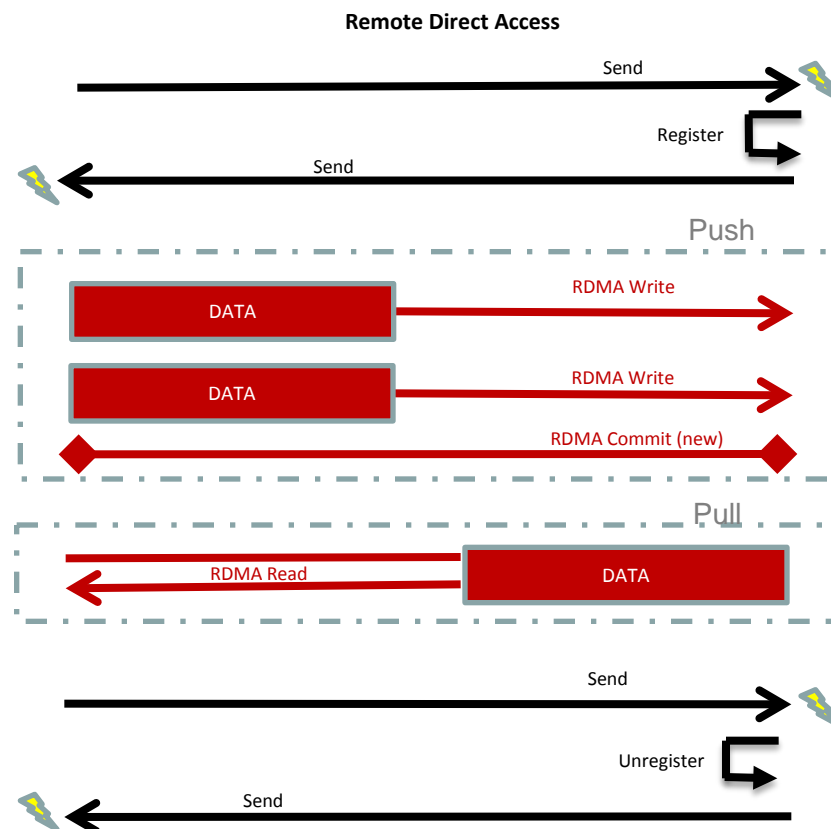 Remote Direct Access
Send
Register
Send
Push
RDMA Write
DATA
RDMA Write
DATA
RDMA Commit (new)
Pull
RDMA Read
DATA
Send
Unregister
Send